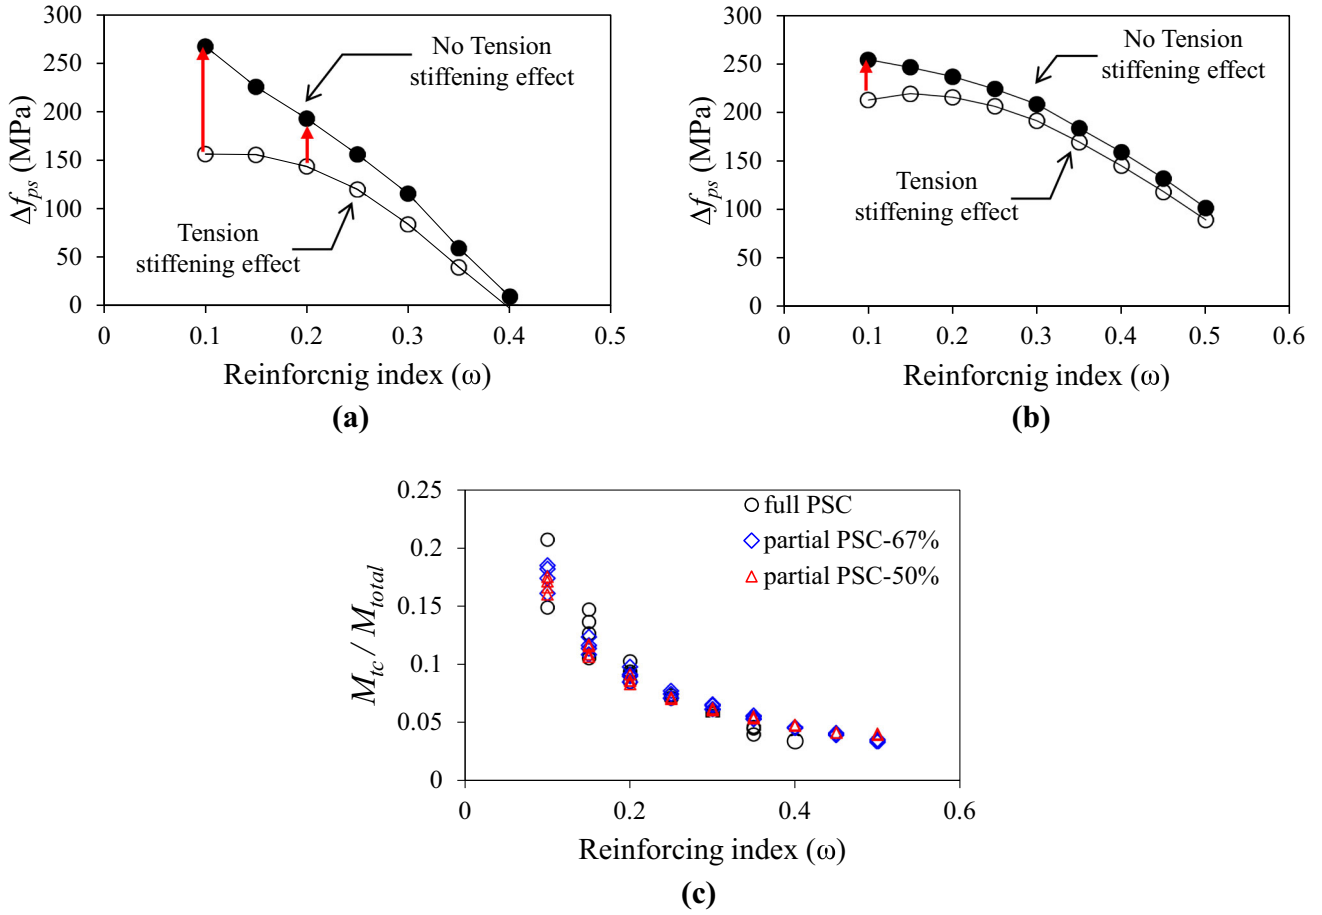 300
250
200
150
100
50
0
Δf_ps (MPa)
No Tension
stiffening effect
Tension
stiffening effect
0 0.1 0.2 0.3 0.4 0.5
Reinforcnig index (ω)
(a)
300
250
200
150
100
50
0
Δf_ps (MPa)
No Tension
stiffening effect
Tension
stiffening effect
0 0.1 0.2 0.3 0.4 0.5 0.6
Reinforcnig index (ω)
(b)
0.25
0.2
0.15
0.1
0.05
0
M_tc / M_total
full PSC
partial PSC-67%
partial PSC-50%
0 0.2 0.4 0.6
Reinforcing index (ω)
(c)